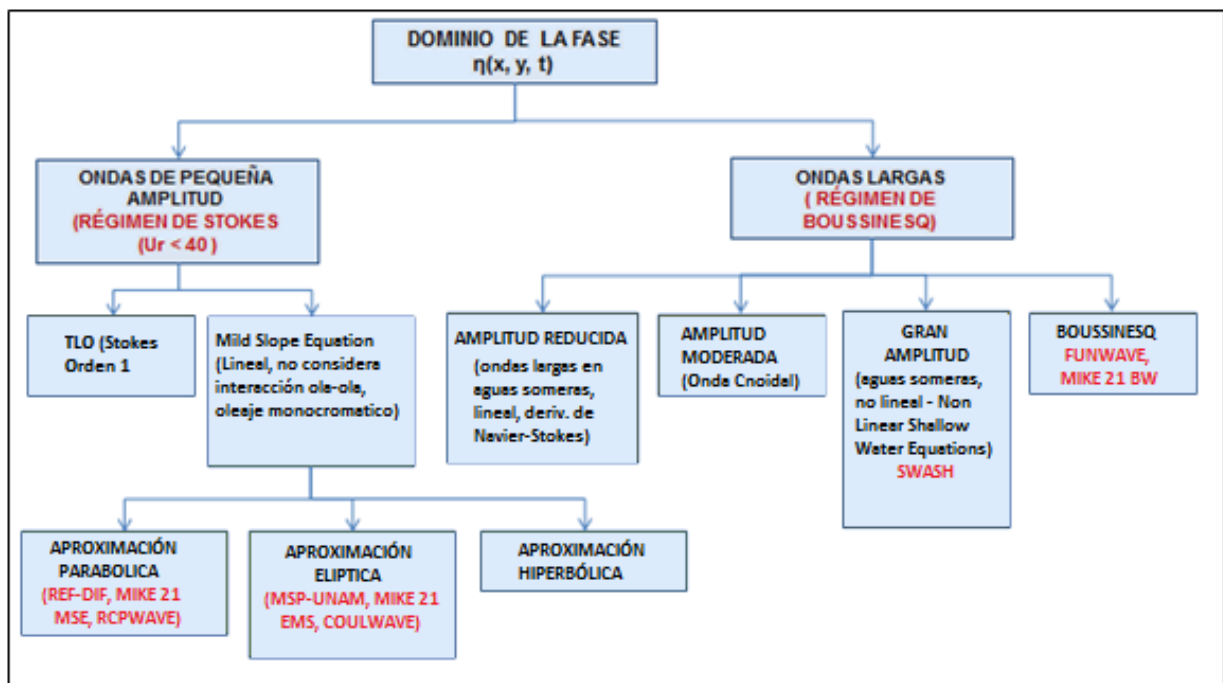 DOMINIO DE LA FASE
η(x, y, t)
ONDAS DE PEQUEÑA
AMPLITUD
(RÉGIMEN DE STOKES
(Ur < 40 )
ONDAS LARGAS
( RÉGIMEN DE
BOUSSINESQ)
TLO (Stokes
Orden 1
Mild Slope Equation
(Lineal, no considera
interacción ola-ola,
oleaje monocromatico)
AMPLITUD REDUCIDA
(ondas largas en
aguas someras,
lineal, deriv. de
Navier-Stokes)
AMPLITUD
MODERADA
(Onda Cnoidal)
GRAN
AMPLITUD
(aguas someras,
no lineal - Non
Linear Shallow
Water Equations)
SWASH
BOUSSINESQ
FUNWAVE,
MIKE 21 BW
APROXIMACIÓN
PARABOLICA
(REF-DIF, MIKE 21
MSE, RCPWAVE)
APROXIMACIÓN
ELIPTICA
(MSP-UNAM, MIKE 21
EMS, COULWAVE)
APROXIMACIÓN
HIPERBÓLICA